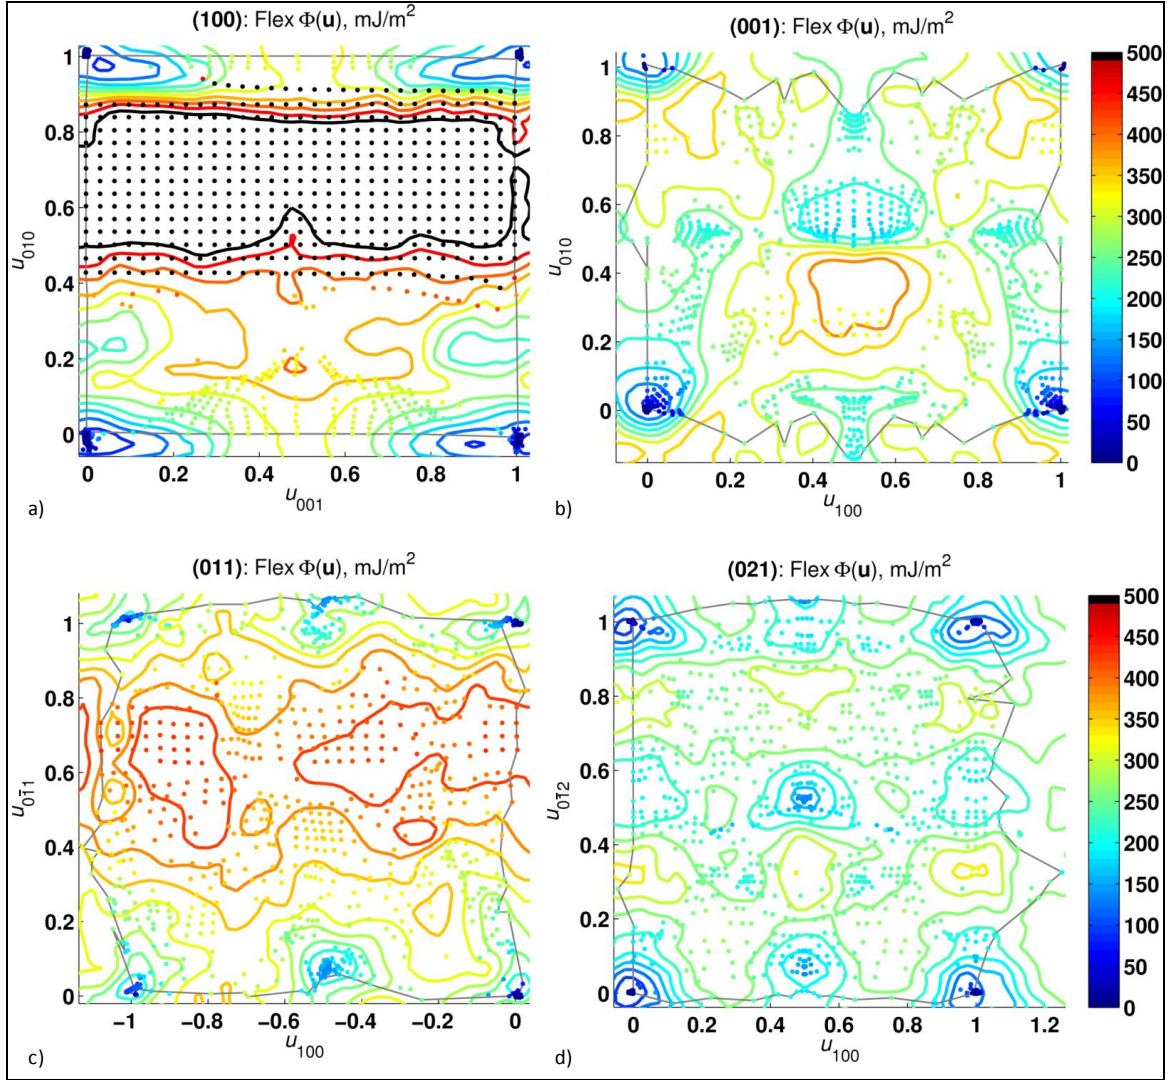 (100): Flex Φ(u), mJ/m²
1
0.8
0.6
0.4
0.2
0
u010
0 0.2 0.4 0.6 0.8 1
u001
a)
(001): Flex Φ(u), mJ/m²
1
0.8
0.6
0.4
0.2
0
u010
0 0.2 0.4 0.6 0.8 1
u100
b)
500
450
400
350
300
250
200
150
100
50
0
(011): Flex Φ(u), mJ/m²
1
0.8
0.6
0.4
0.2
0
u01̄1
−1 −0.8 −0.6 −0.4 −0.2 0
u100
c)
(021): Flex Φ(u), mJ/m²
1
0.8
0.6
0.4
0.2
0
u01̄2
0 0.2 0.4 0.6 0.8 1 1.2
u100
d)
500
450
400
350
300
250
200
150
100
50
0